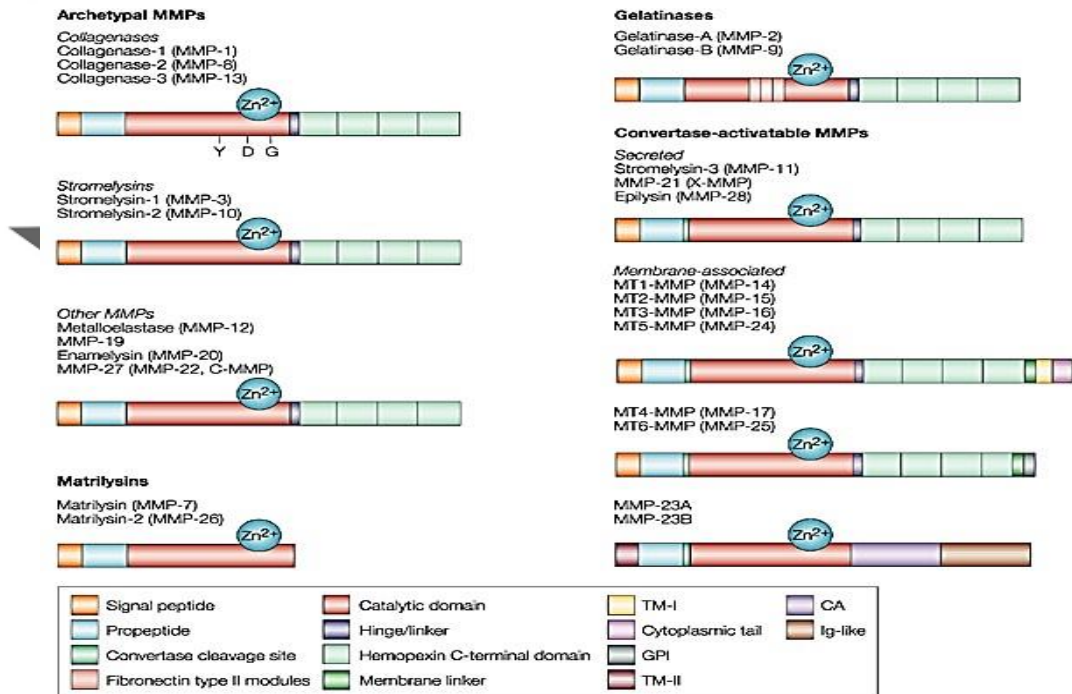 Archetypal MMPs
Collagenases
Collagenase-1 (MMP-1)
Collagenase-2 (MMP-8)
Collagenase-3 (MMP-13)
Zn2+
Y D G
Stromelysins
Stromelysin-1 (MMP-3)
Stromelysin-2 (MMP-10)
Zn2+
Other MMPs
Metalloelastase (MMP-12)
MMP-19
Enamelysin (MMP-20)
MMP-27 (MMP-22, C-MMP)
Zn2+
Matrilysins
Matrilysin (MMP-7)
Matrilysin-2 (MMP-26)
Zn2+
Gelatinases
Gelatinase-A (MMP-2)
Gelatinase-B (MMP-9)
Zn2+
Convertase-activatable MMPs
Secreted
Stromelysin-3 (MMP-11)
MMP-21 (X-MMP)
Epilysin (MMP-28)
Zn2+
Membrane-associated
MT1-MMP (MMP-14)
MT2-MMP (MMP-15)
MT3-MMP (MMP-16)
MT5-MMP (MMP-24)
Zn2+
MT4-MMP (MMP-17)
MT6-MMP (MMP-25)
Zn2+
MMP-23A
MMP-23B
Zn2+
Signal peptide
Propeptide
Convertase cleavage site
Fibronectin type II modules
Catalytic domain
Hinge/linker
Hemopexin C-terminal domain
Membrane linker
TM-I
Cytoplasmic tail
GPI
TM-II
CA
Ig-like